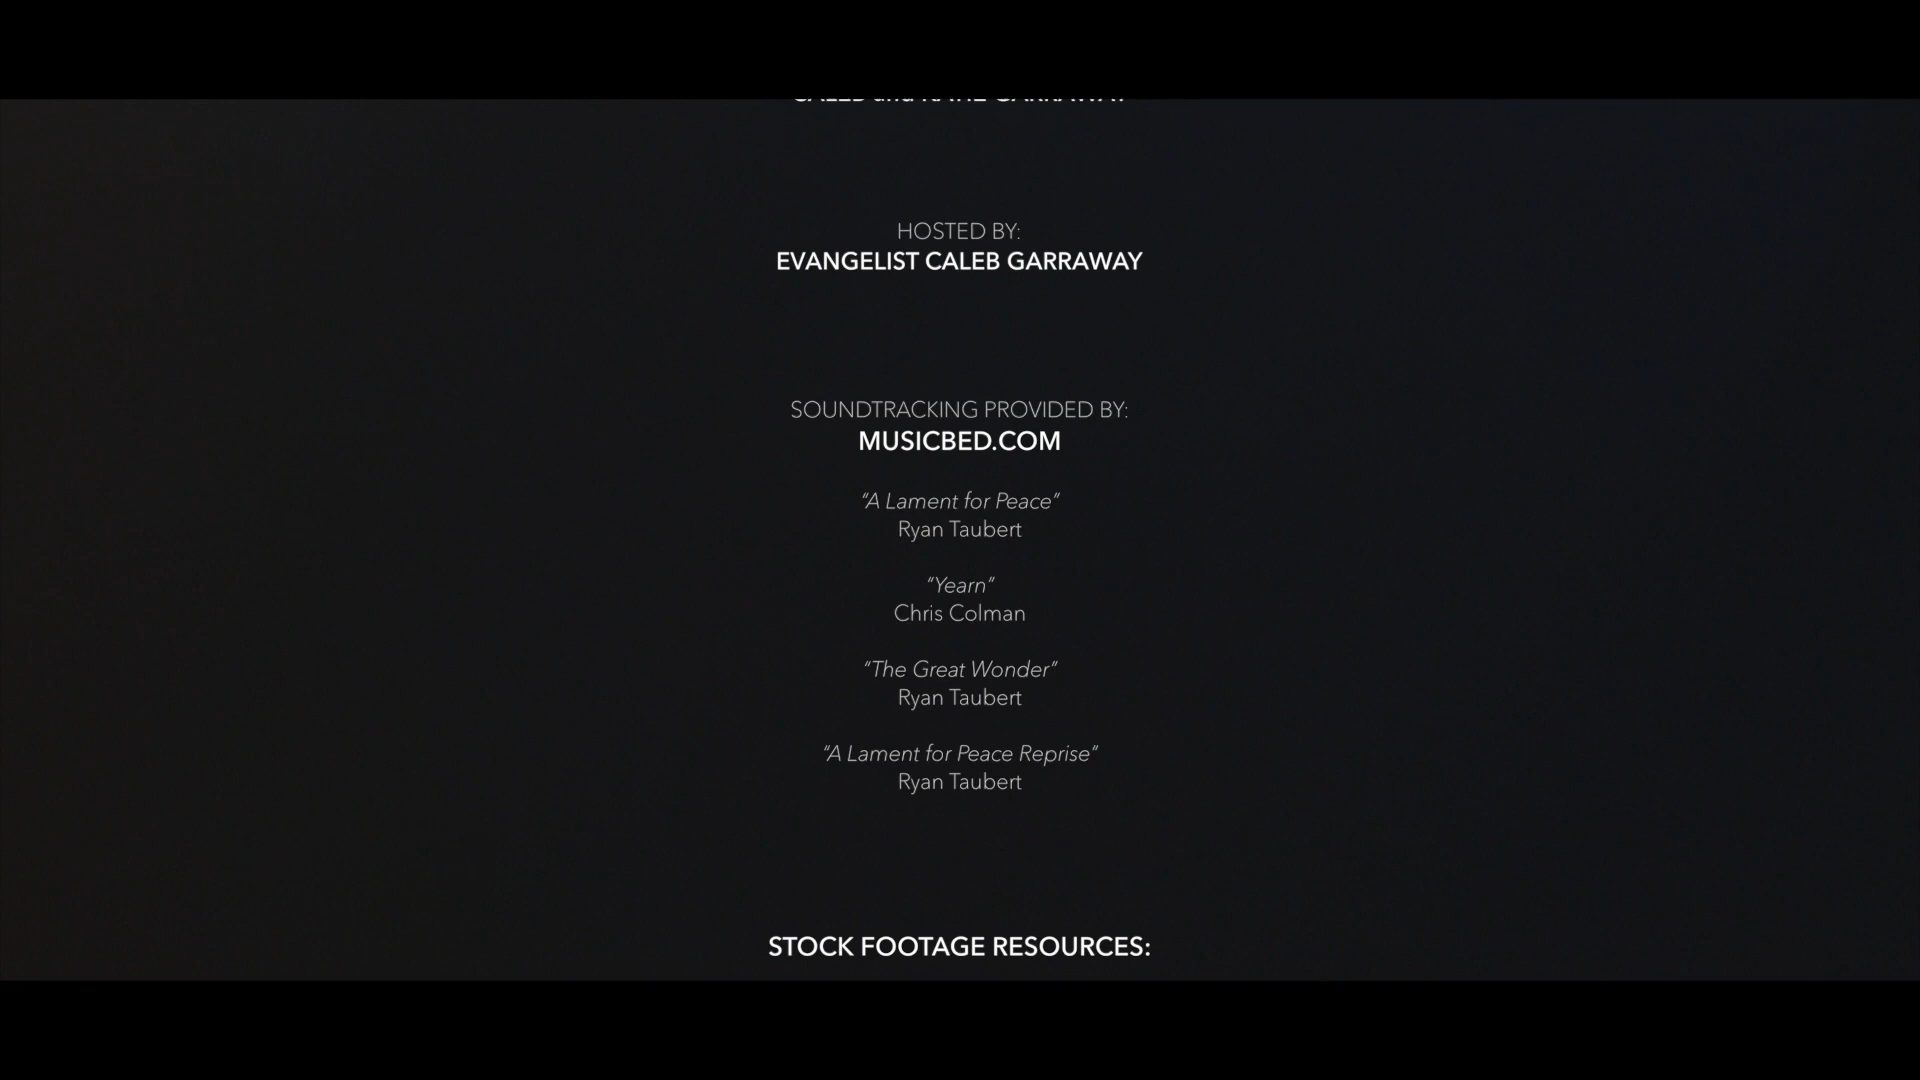 HOSTED BY:
EVANGELIST CALEB GARRAWAY
SOUNDTRACKING PROVIDED BY:
MUSICBED.COM
“A Lament for Peace”
Ryan Taubert
“Yearn”
Chris Colman
“The Great Wonder”
Ryan Taubert
“A Lament for Peace Reprise”
Ryan Taubert
STOCK FOOTAGE RESOURCES: